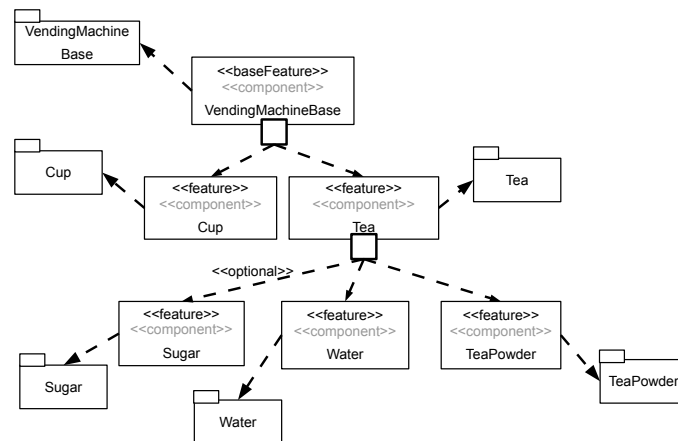 VendingMachine
Base
<<baseFeature>>
<<component>>
VendingMachineBase
Cup
<<feature>>
<<component>>
Cup
<<feature>>
<<component>>
Tea
Tea
<<optional>>
<<feature>>
<<component>>
Sugar
<<feature>>
<<component>>
Water
<<feature>>
<<component>>
TeaPowder
Sugar
Water
TeaPowder